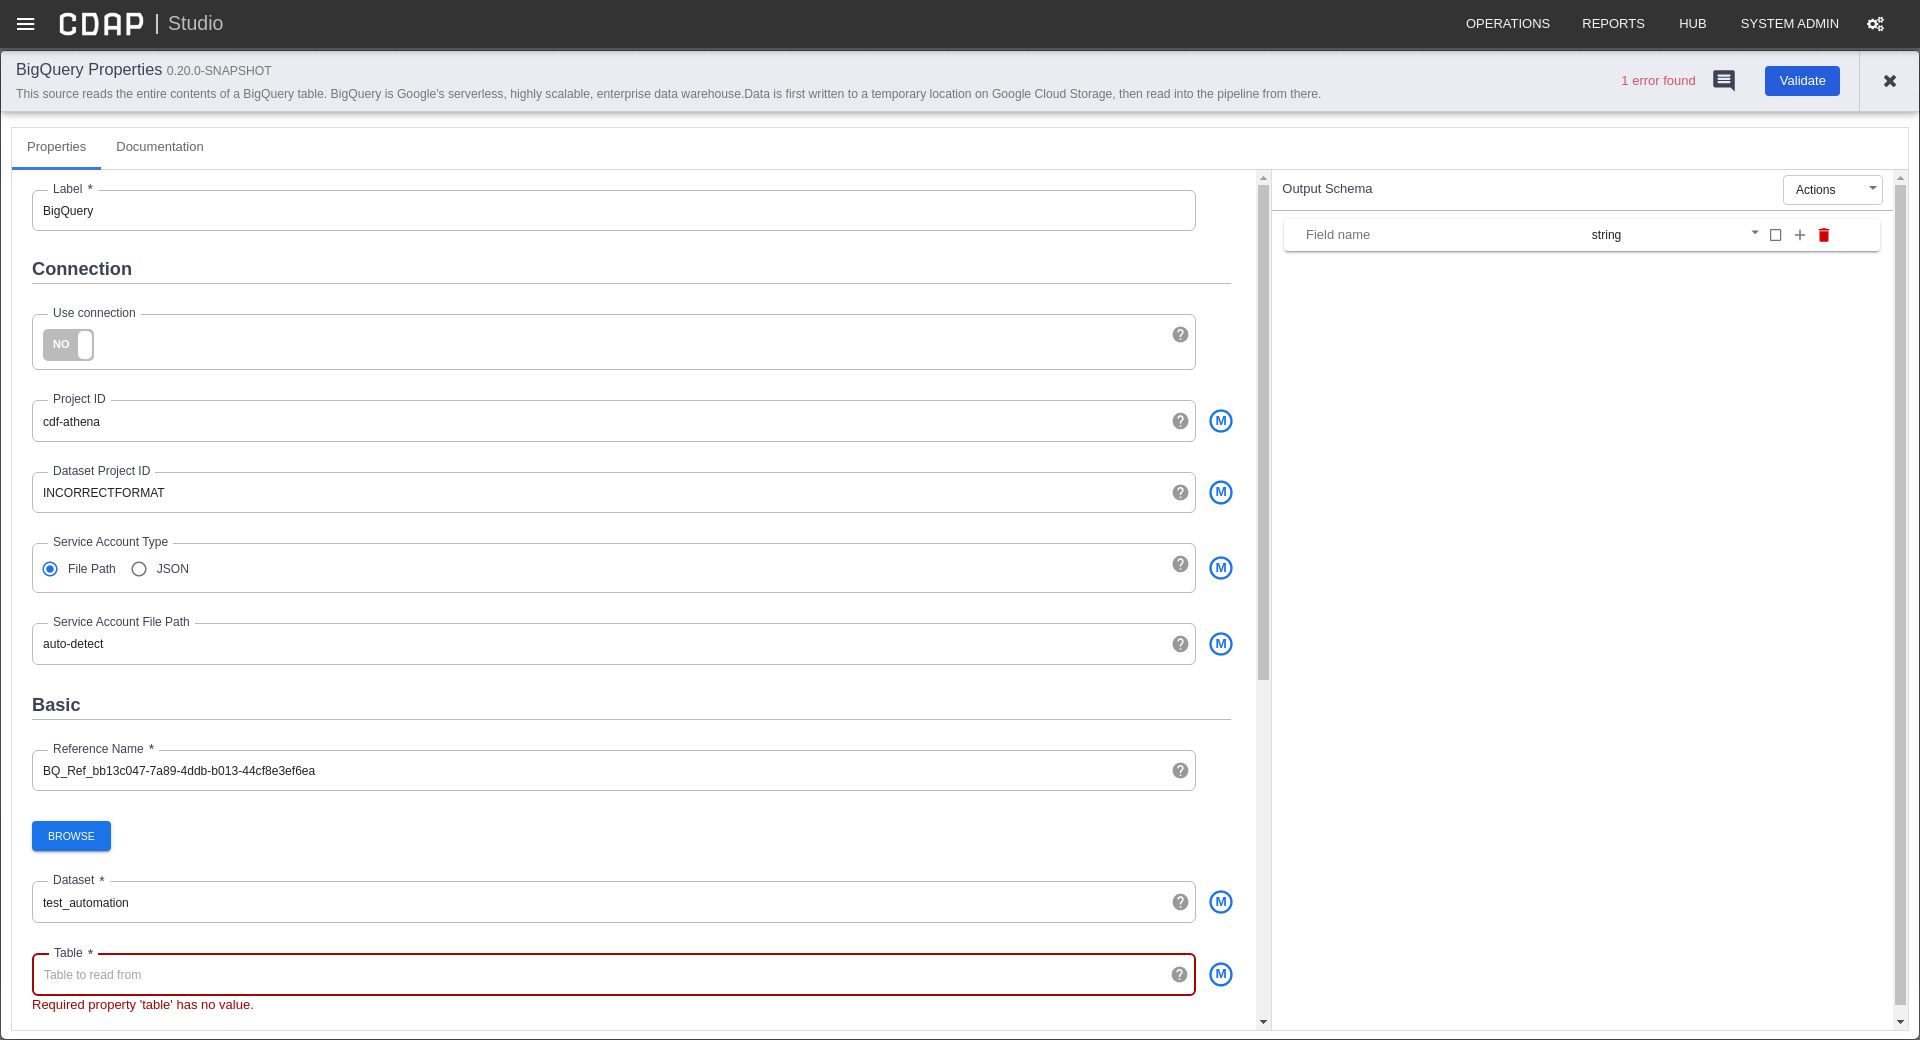 CDAP | Studio
OPERATIONS REPORTS HUB SYSTEM ADMIN
BigQuery Properties 0.20.0-SNAPSHOT
This source reads the entire contents of a BigQuery table. BigQuery is Google's serverless, highly scalable, enterprise data warehouse.Data is first written to a temporary location on Google Cloud Storage, then read into the pipeline from there.
1 error found
Validate
Properties Documentation
Label *
BigQuery
Connection
Use connection
NO
Project ID
cdf-athena
M
Dataset Project ID
INCORRECTFORMAT
M
Service Account Type
File Path JSON
M
Service Account File Path
auto-detect
M
Basic
Reference Name *
BQ_Ref_bb13c047-7a89-4ddb-b013-44cf8e3ef6ea
BROWSE
Dataset *
test_automation
M
Table *
Table to read from
M
Required property 'table' has no value.
Output Schema
Actions
Field name string